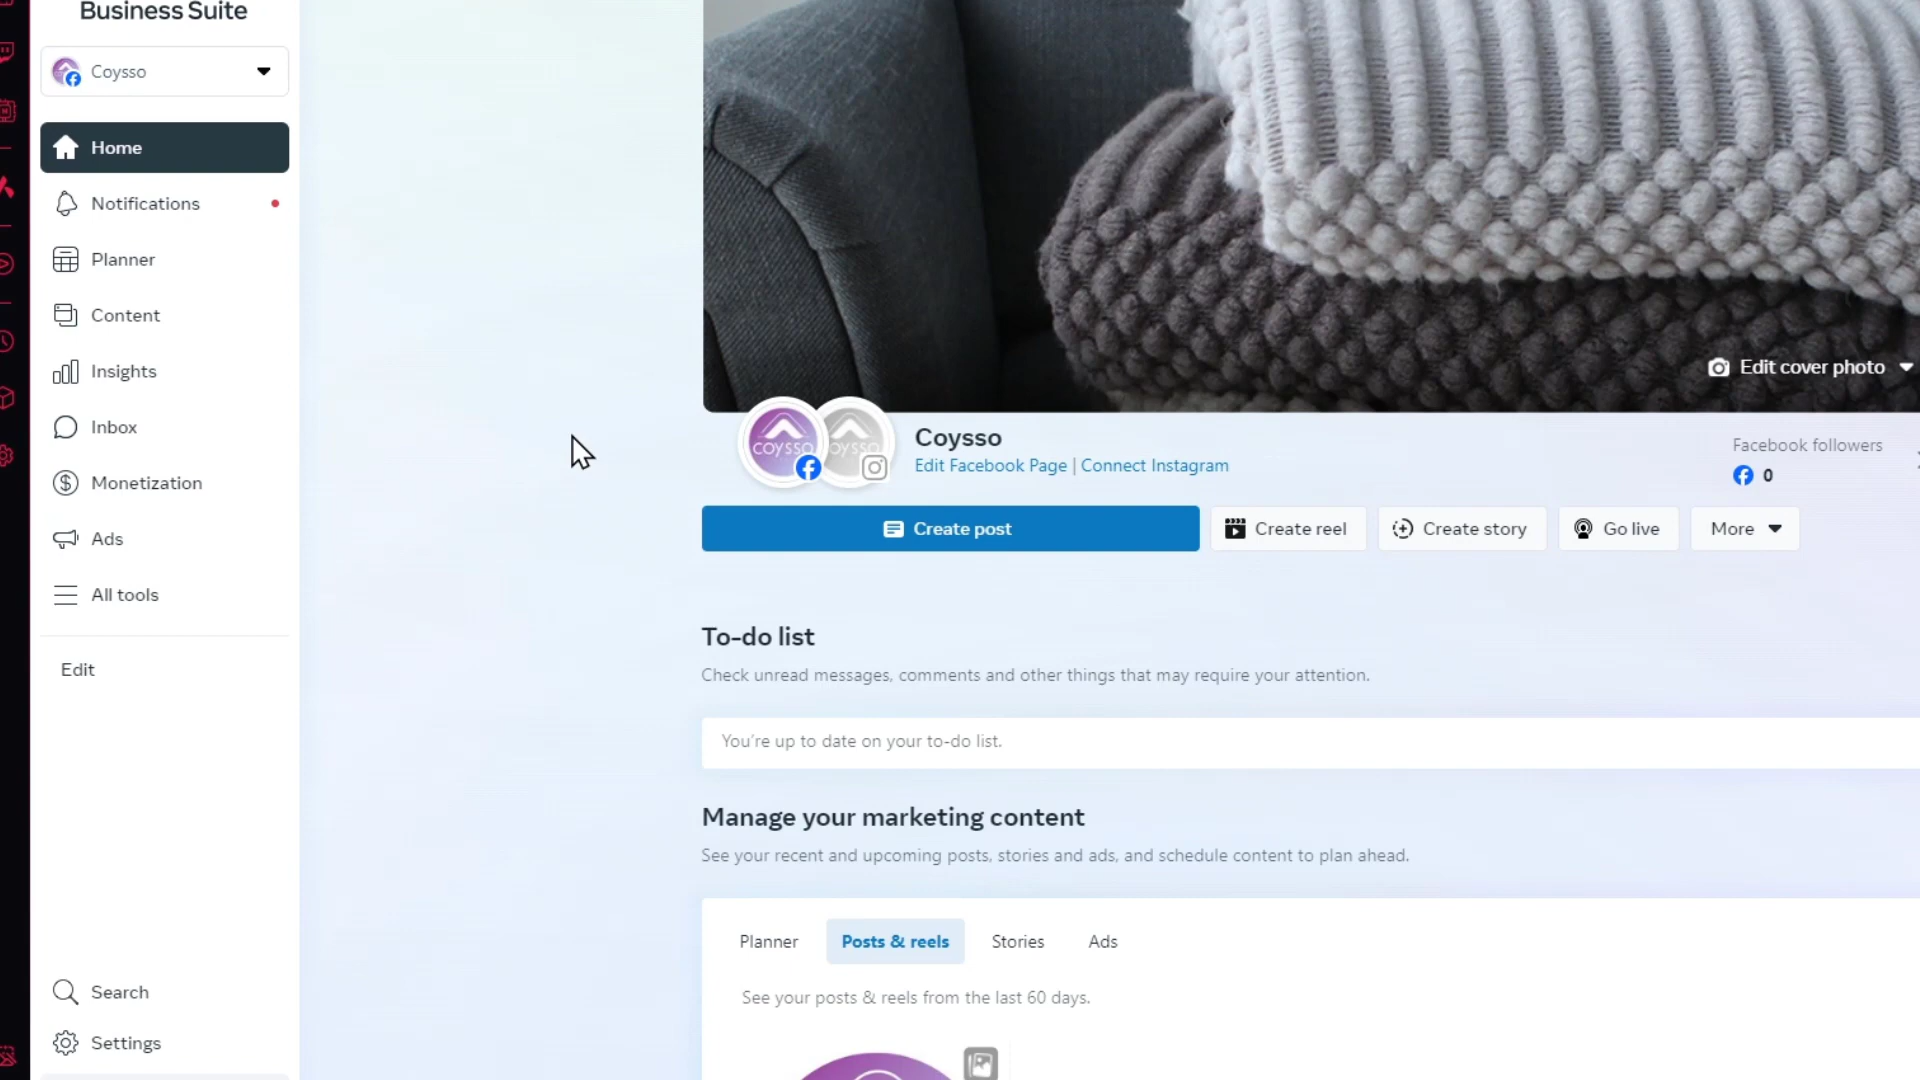 Business Suite
Coysso
Home
Notifications
Planner
Content
Insights
Inbox
Monetization
Ads
All tools
Edit
Search
Settings
Edit cover photo
COYSSO
Coysso
Edit Facebook Page | Connect Instagram
Facebook followers
0
Create post
Create reel
Create story
Go live
More
To-do list
Check unread messages, comments and other things that may require your attention.
You're up to date on your to-do list.
Manage your marketing content
See your recent and upcoming posts, stories and ads, and schedule content to plan ahead.
Planner
Posts & reels
Stories
Ads
See your posts & reels from the last 60 days.